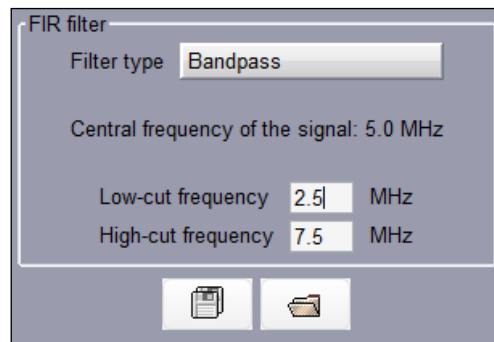 FIR filter
Filter type Bandpass
Central frequency of the signal: 5.0 MHz
Low-cut frequency 2.5 MHz
High-cut frequency 7.5 MHz